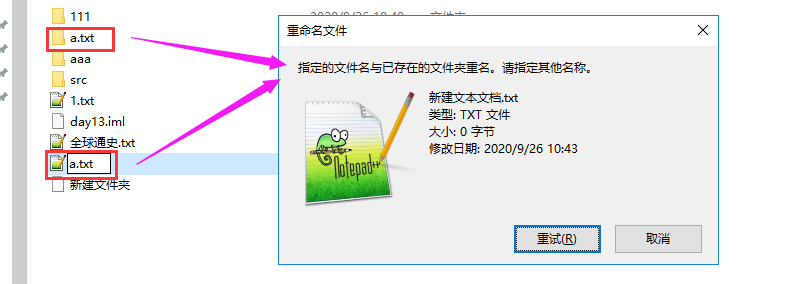 111
a.txt
aaa
src
1.txt
day13.iml
全球通史.txt
a.txt
新建文件夹
重命名文件
指定的文件名与已存在的文件夹重名。请指定其他名称。
Notepad++
新建文本文档.txt
类型: TXT 文件
大小: 0 字节
修改日期: 2020/9/26 10:43
重试(R)
取消